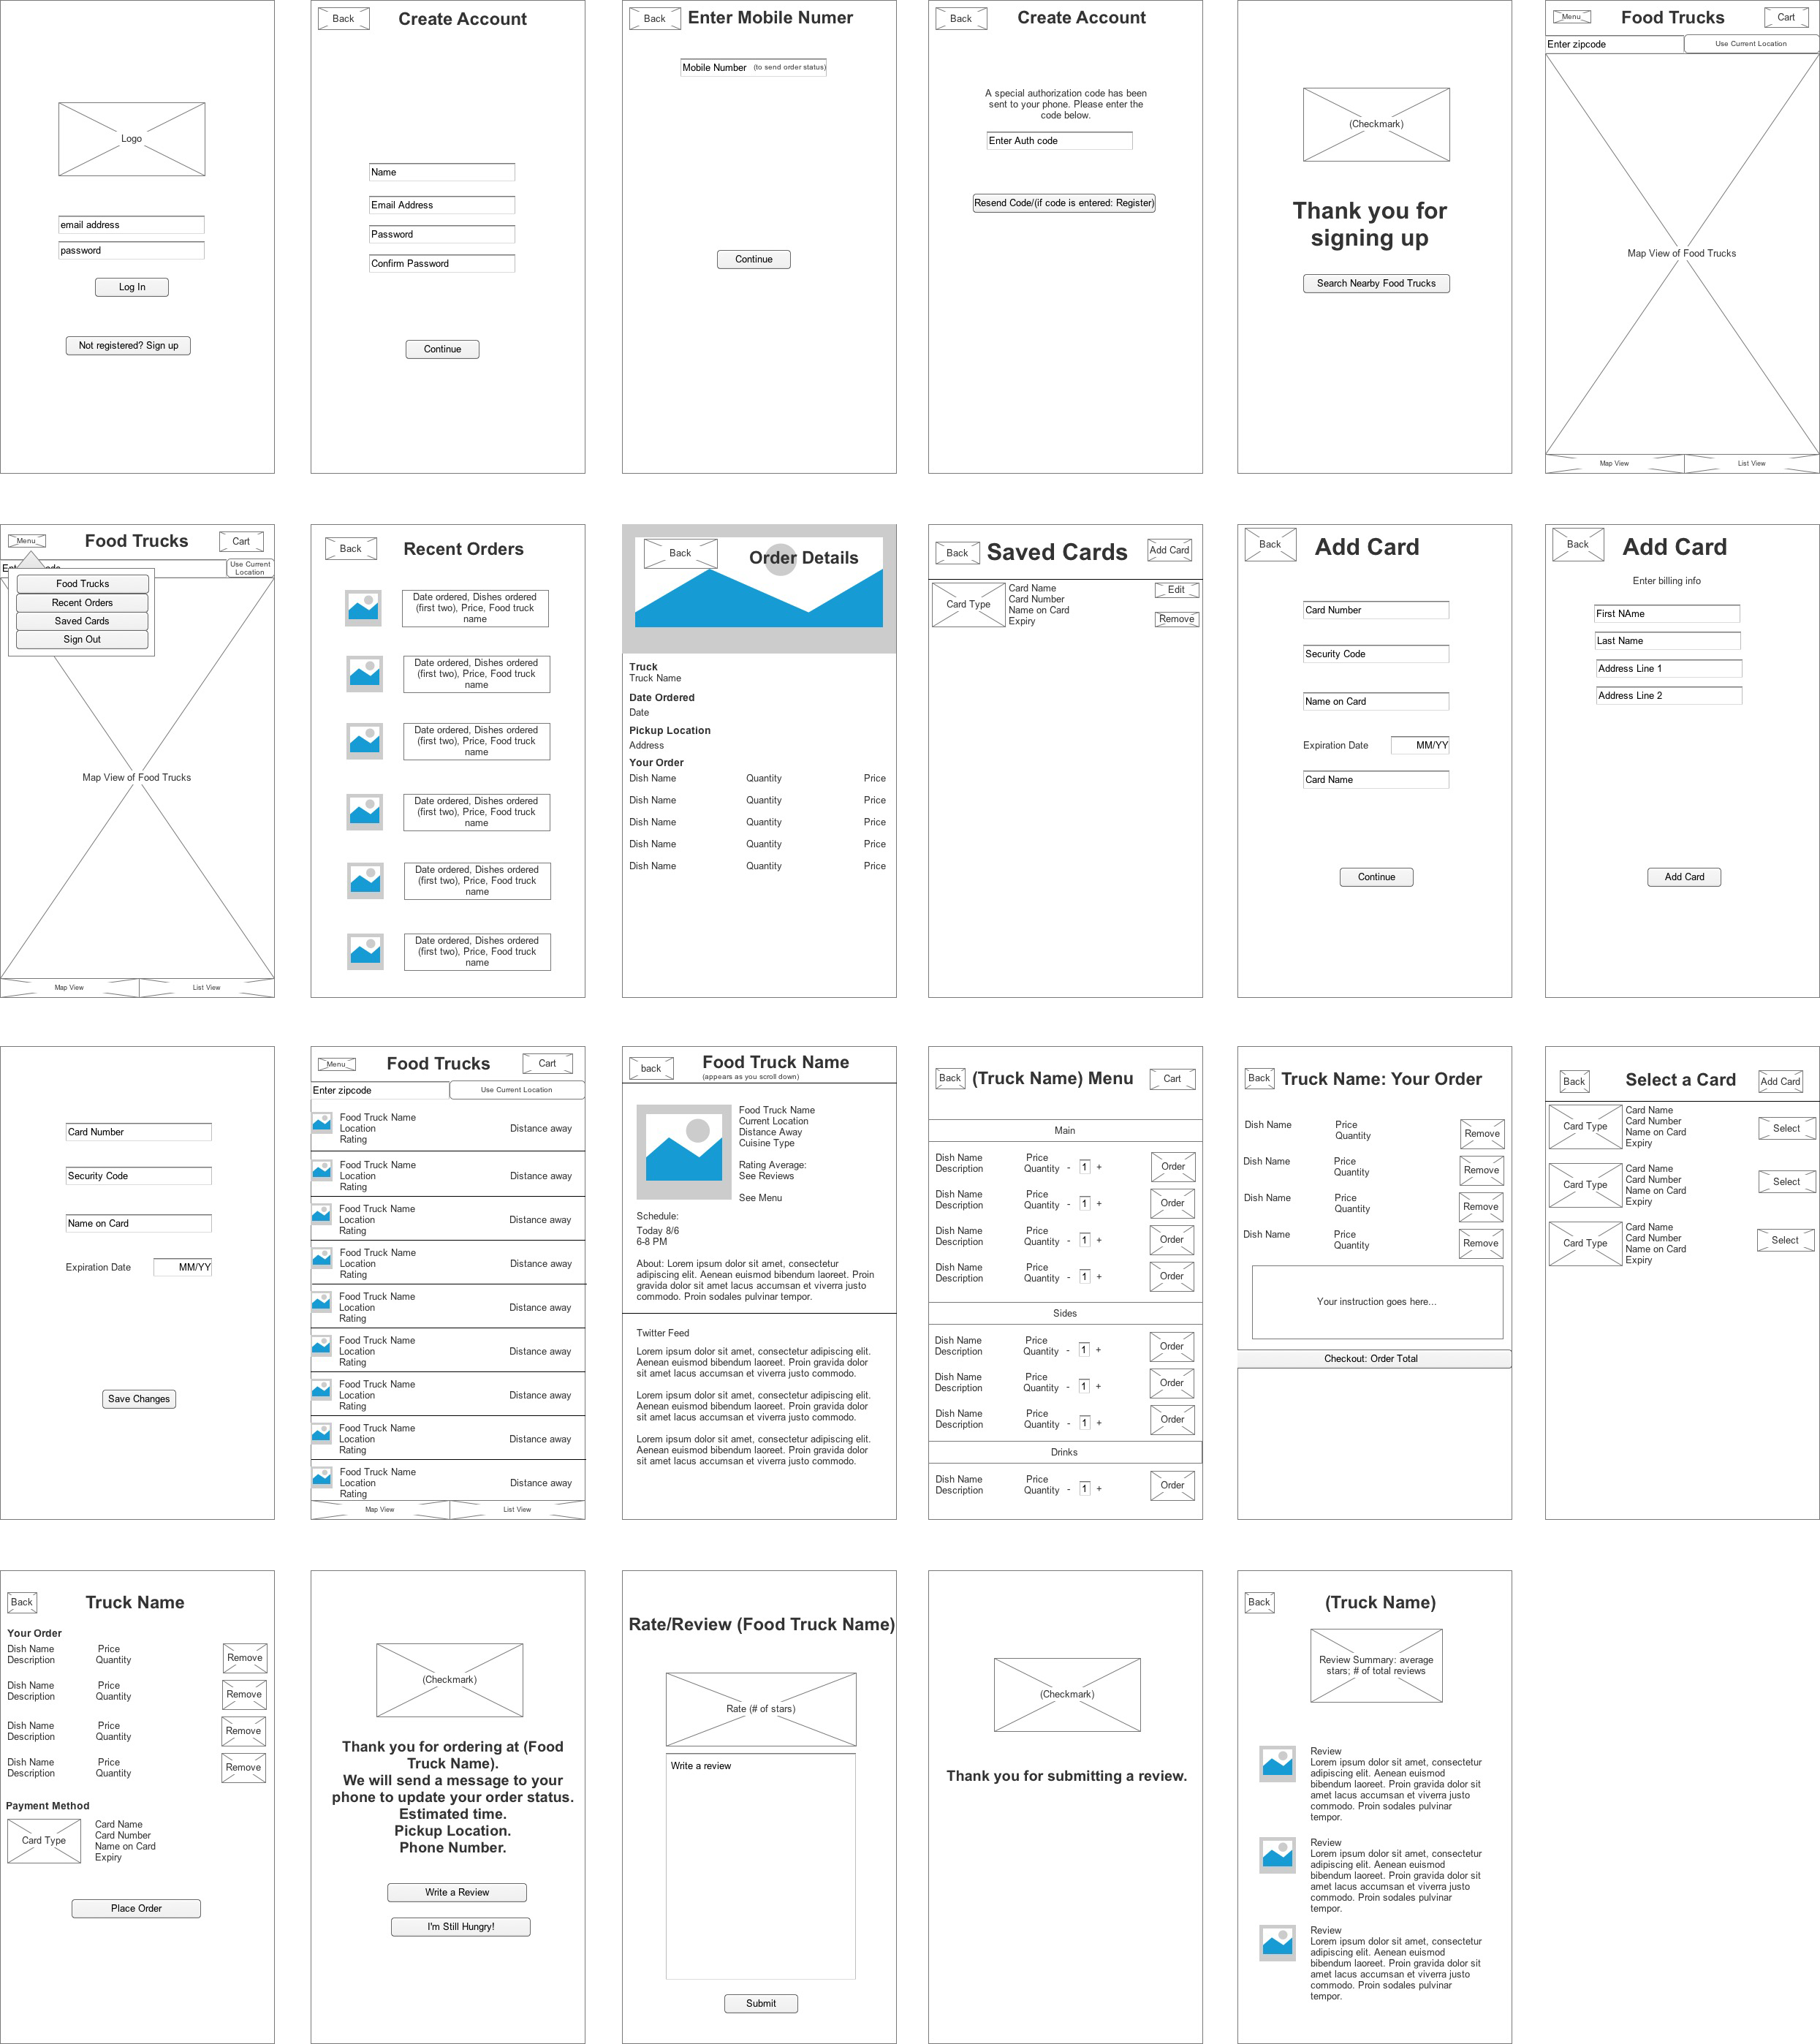 Logo
email address
password
Log In
Not registered? Sign up
Back
Create Account
Name
Email Address
Password
Confirm Password
Continue
Back
Enter Mobile Numer
Mobile Number (to send order status)
Continue
Back
Create Account
A special authorization code has been
sent to your phone. Please enter the
code below.
Enter Auth code
Resend Code/(if code is entered: Register)
(Checkmark)
Thank you for
signing up
Search Nearby Food Trucks
Menu
Food Trucks
Cart
Enter zipcode
Use Current Location
Map View of Food Trucks
Map View
List View
Menu
Food Trucks
Cart
Use Current
Location
Food Trucks
Recent Orders
Saved Cards
Sign Out
Map View of Food Trucks
Map View
List View
Back
Recent Orders
Date ordered, Dishes ordered
(first two), Price, Food truck
name
Date ordered, Dishes ordered
(first two), Price, Food truck
name
Date ordered, Dishes ordered
(first two), Price, Food truck
name
Date ordered, Dishes ordered
(first two), Price, Food truck
name
Date ordered, Dishes ordered
(first two), Price, Food truck
name
Date ordered, Dishes ordered
(first two), Price, Food truck
name
Back
Order Details
Truck
Truck Name
Date Ordered
Date
Pickup Location
Address
Your Order
Dish Name Quantity Price
Dish Name Quantity Price
Dish Name Quantity Price
Dish Name Quantity Price
Dish Name Quantity Price
Back
Saved Cards
Add Card
Card Type
Card Name
Card Number
Name on Card
Expiry
Edit
Remove
Back
Add Card
Card Number
Security Code
Name on Card
Expiration Date MM/YY
Card Name
Continue
Back
Add Card
Enter billing info
First NAme
Last Name
Address Line 1
Address Line 2
Add Card
Card Number
Security Code
Name on Card
Expiration Date MM/YY
Save Changes
Menu
Food Trucks
Cart
Enter zipcode
Use Current Location
Food Truck Name
Location Distance away
Rating
Food Truck Name
Location Distance away
Rating
Food Truck Name
Location Distance away
Rating
Food Truck Name
Location Distance away
Rating
Food Truck Name
Location Distance away
Rating
Food Truck Name
Location Distance away
Rating
Food Truck Name
Location Distance away
Rating
Food Truck Name
Location Distance away
Rating
Food Truck Name
Location Distance away
Rating
Map View
List View
back
Food Truck Name
(appears as you scroll down)
Food Truck Name
Current Location
Distance Away
Cuisine Type
Rating Average:
See Reviews
See Menu
Schedule:
Today 8/6
6-8 PM
About: Lorem ipsum dolor sit amet, consectetur
adipiscing elit. Aenean euismod bibendum laoreet. Proin
gravida dolor sit amet lacus accumsan et viverra justo
commodo. Proin sodales pulvinar tempor.
Twitter Feed
Lorem ipsum dolor sit amet, consectetur adipiscing elit.
Aenean euismod bibendum laoreet. Proin gravida dolor
sit amet lacus accumsan et viverra justo commodo.
Lorem ipsum dolor sit amet, consectetur adipiscing elit.
Aenean euismod bibendum laoreet. Proin gravida dolor
sit amet lacus accumsan et viverra justo commodo.
Lorem ipsum dolor sit amet, consectetur adipiscing elit.
Aenean euismod bibendum laoreet. Proin gravida dolor
sit amet lacus accumsan et viverra justo commodo.
Back
(Truck Name) Menu
Cart
Main
Dish Name Price
Description Quantity - 1 + Order
Dish Name Price
Description Quantity - 1 + Order
Dish Name Price
Description Quantity - 1 + Order
Dish Name Price
Description Quantity - 1 + Order
Sides
Dish Name Price
Description Quantity - 1 + Order
Dish Name Price
Description Quantity - 1 + Order
Dish Name Price
Description Quantity - 1 + Order
Drinks
Dish Name Price
Description Quantity - 1 + Order
Back
Truck Name: Your Order
Dish Name Price
Quantity Remove
Dish Name Price
Quantity Remove
Dish Name Price
Quantity Remove
Dish Name Price
Quantity Remove
Your instruction goes here...
Checkout: Order Total
Back
Select a Card
Add Card
Card Type
Card Name
Card Number
Name on Card
Expiry
Select
Card Type
Card Name
Card Number
Name on Card
Expiry
Select
Card Type
Card Name
Card Number
Name on Card
Expiry
Select
Back
Truck Name
Your Order
Dish Name Price
Description Quantity Remove
Dish Name Price
Description Quantity Remove
Dish Name Price
Description Quantity Remove
Dish Name Price
Description Quantity Remove
Payment Method
Card Type
Card Name
Card Number
Name on Card
Expiry
Place Order
(Checkmark)
Thank you for ordering at (Food
Truck Name).
We will send a message to your
phone to update your order status.
Estimated time.
Pickup Location.
Phone Number.
Write a Review
I'm Still Hungry!
Rate/Review (Food Truck Name)
Rate (# of stars)
Write a review
Submit
(Checkmark)
Thank you for submitting a review.
Back
(Truck Name)
Review Summary: average
stars; # of total reviews
Review
Lorem ipsum dolor sit amet, consectetur
adipiscing elit. Aenean euismod
bibendum laoreet. Proin gravida dolor sit
amet lacus accumsan et viverra justo
commodo. Proin sodales pulvinar
tempor.
Review
Lorem ipsum dolor sit amet, consectetur
adipiscing elit. Aenean euismod
bibendum laoreet. Proin gravida dolor sit
amet lacus accumsan et viverra justo
commodo. Proin sodales pulvinar
tempor.
Review
Lorem ipsum dolor sit amet, consectetur
adipiscing elit. Aenean euismod
bibendum laoreet. Proin gravida dolor sit
amet lacus accumsan et viverra justo
commodo. Proin sodales pulvinar
tempor.